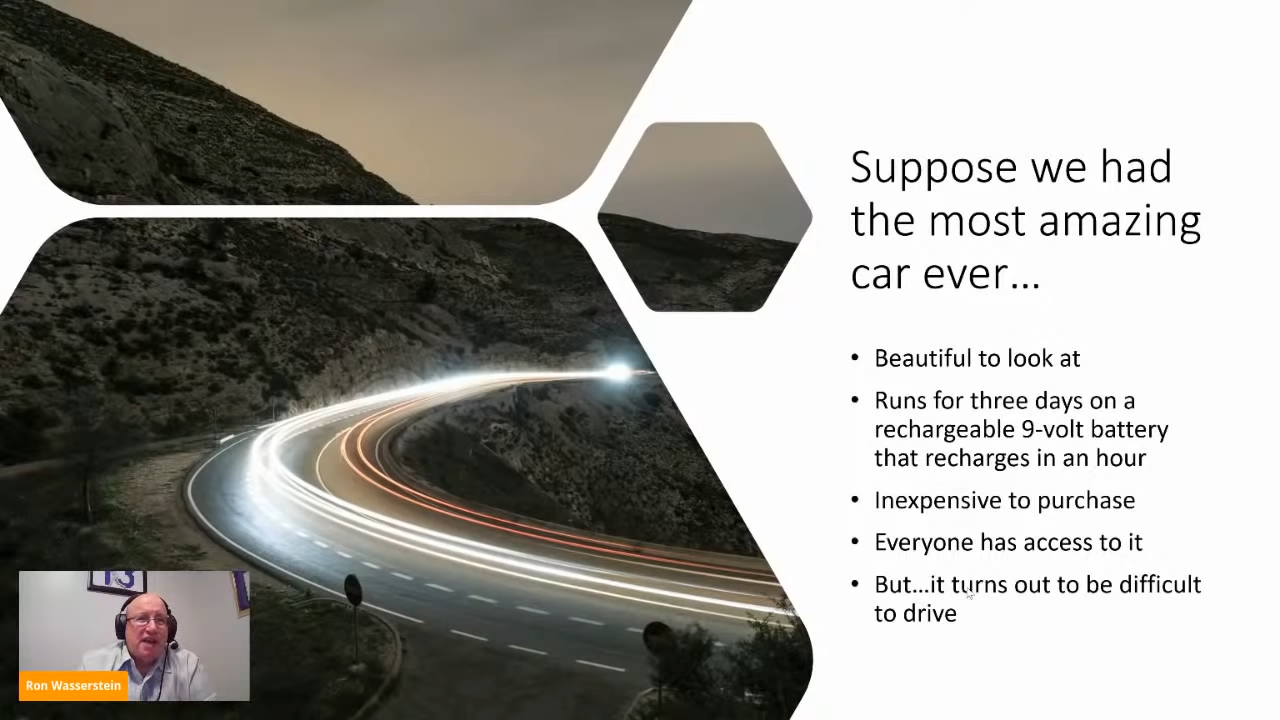 Suppose we had
the most amazing
car ever...
• Beautiful to look at
• Runs for three days on a
rechargeable 9-volt battery
that recharges in an hour
• Inexpensive to purchase
• Everyone has access to it
• But...it turns out to be difficult
to drive
13
Ron Wasserstein